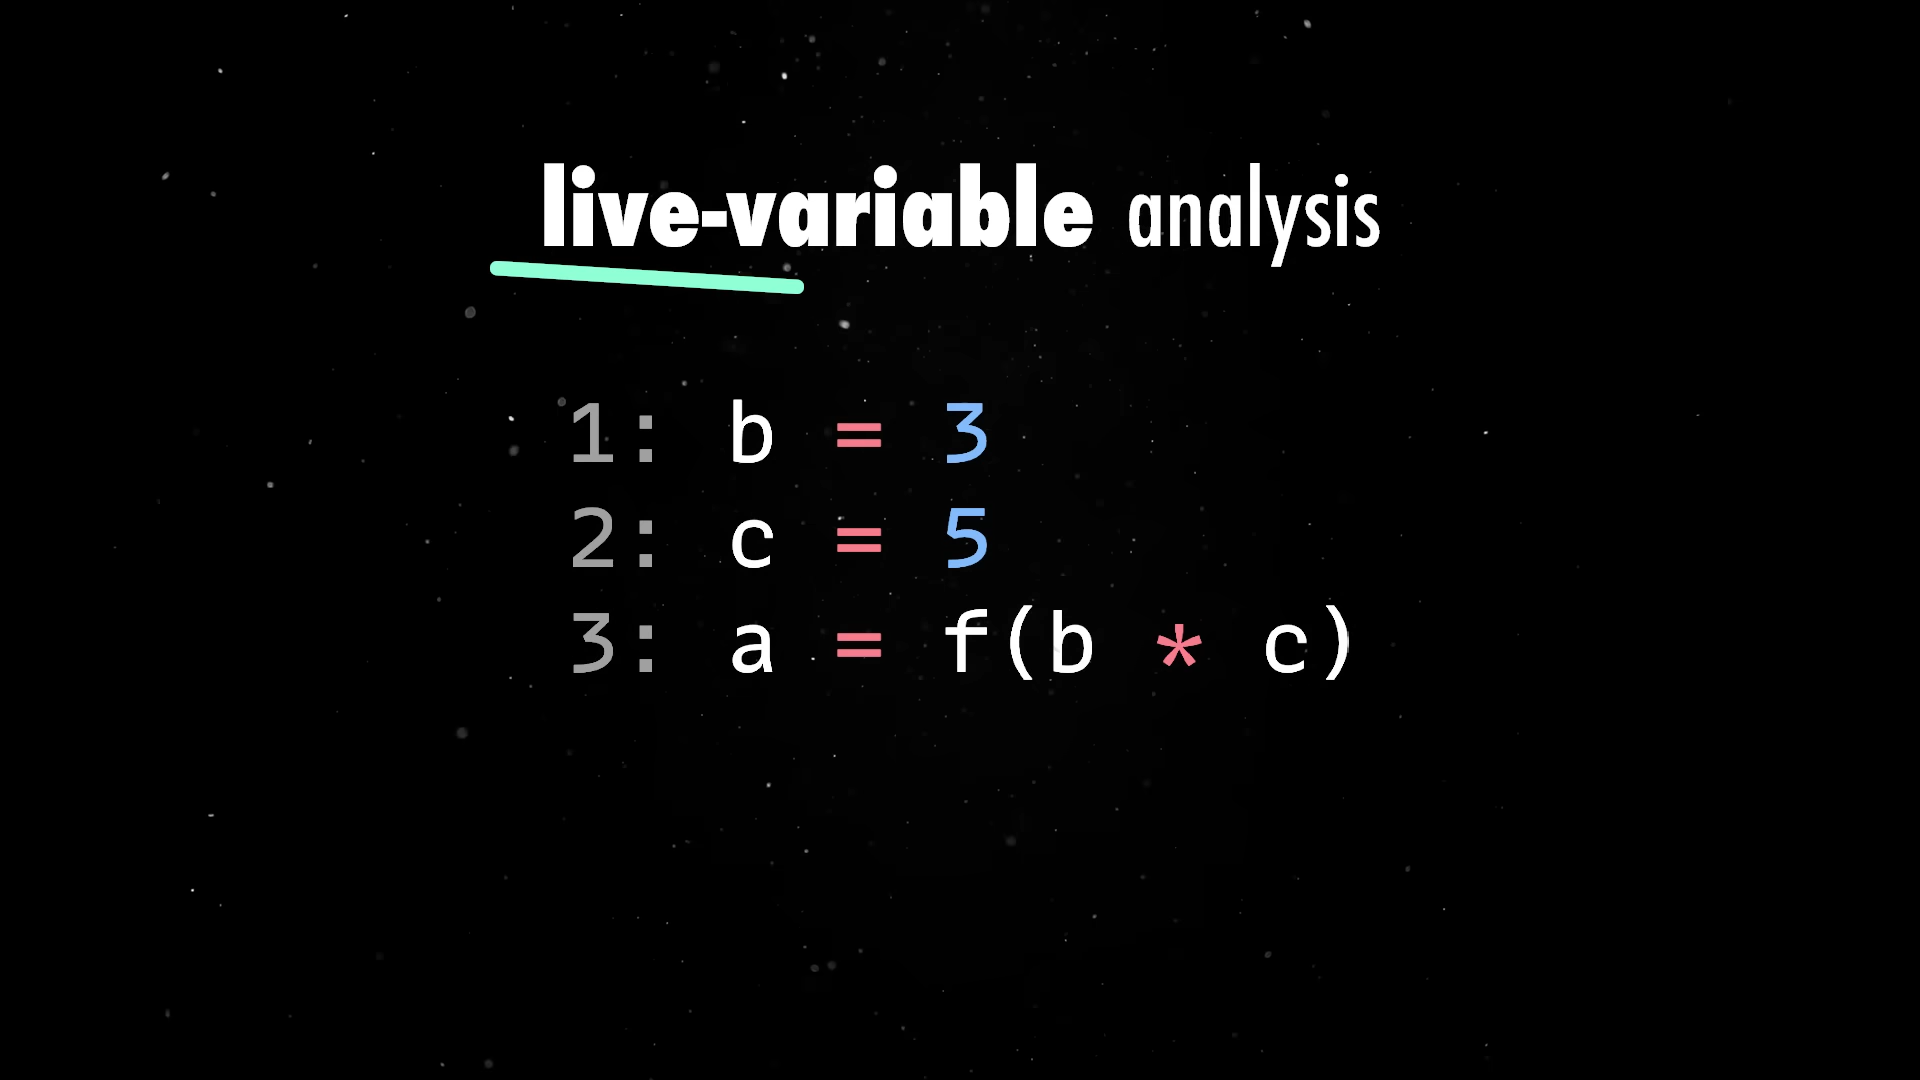 live-variable analysis
1: b = 3
2: c = 5
3: a = f(b * c)